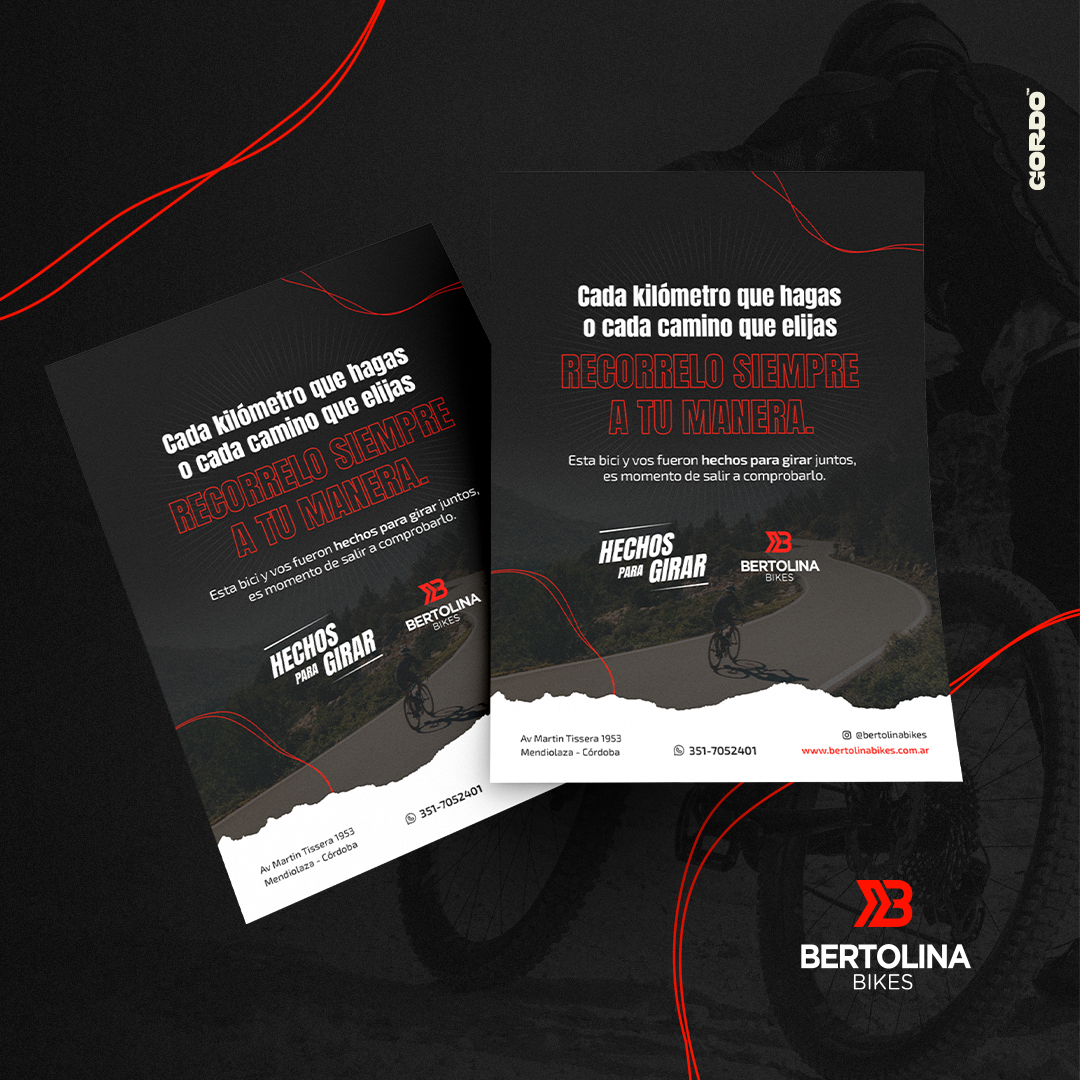 GORDO™
Cada kilómetro que hagas
o cada camino que elijas
RECORRELO SIEMPRE
A TU MANERA.
Esta bici y vos fueron hechos para girar juntos,
es momento de salir a comprobarlo.
HECHOS
PARA GIRAR
BERTOLINA
BIKES
Av Martin Tissera 1953
Mendiolaza - Córdoba
351-7052401
Cada kilómetro que hagas
o cada camino que elijas
RECORRELO SIEMPRE
A TU MANERA.
Esta bici y vos fueron hechos para girar juntos,
es momento de salir a comprobarlo.
HECHOS
PARA GIRAR
BERTOLINA
BIKES
Av Martin Tissera 1953
Mendiolaza - Córdoba
351-7052401
@bertolinabikes
www.bertolinabikes.com.ar
BERTOLINA
BIKES